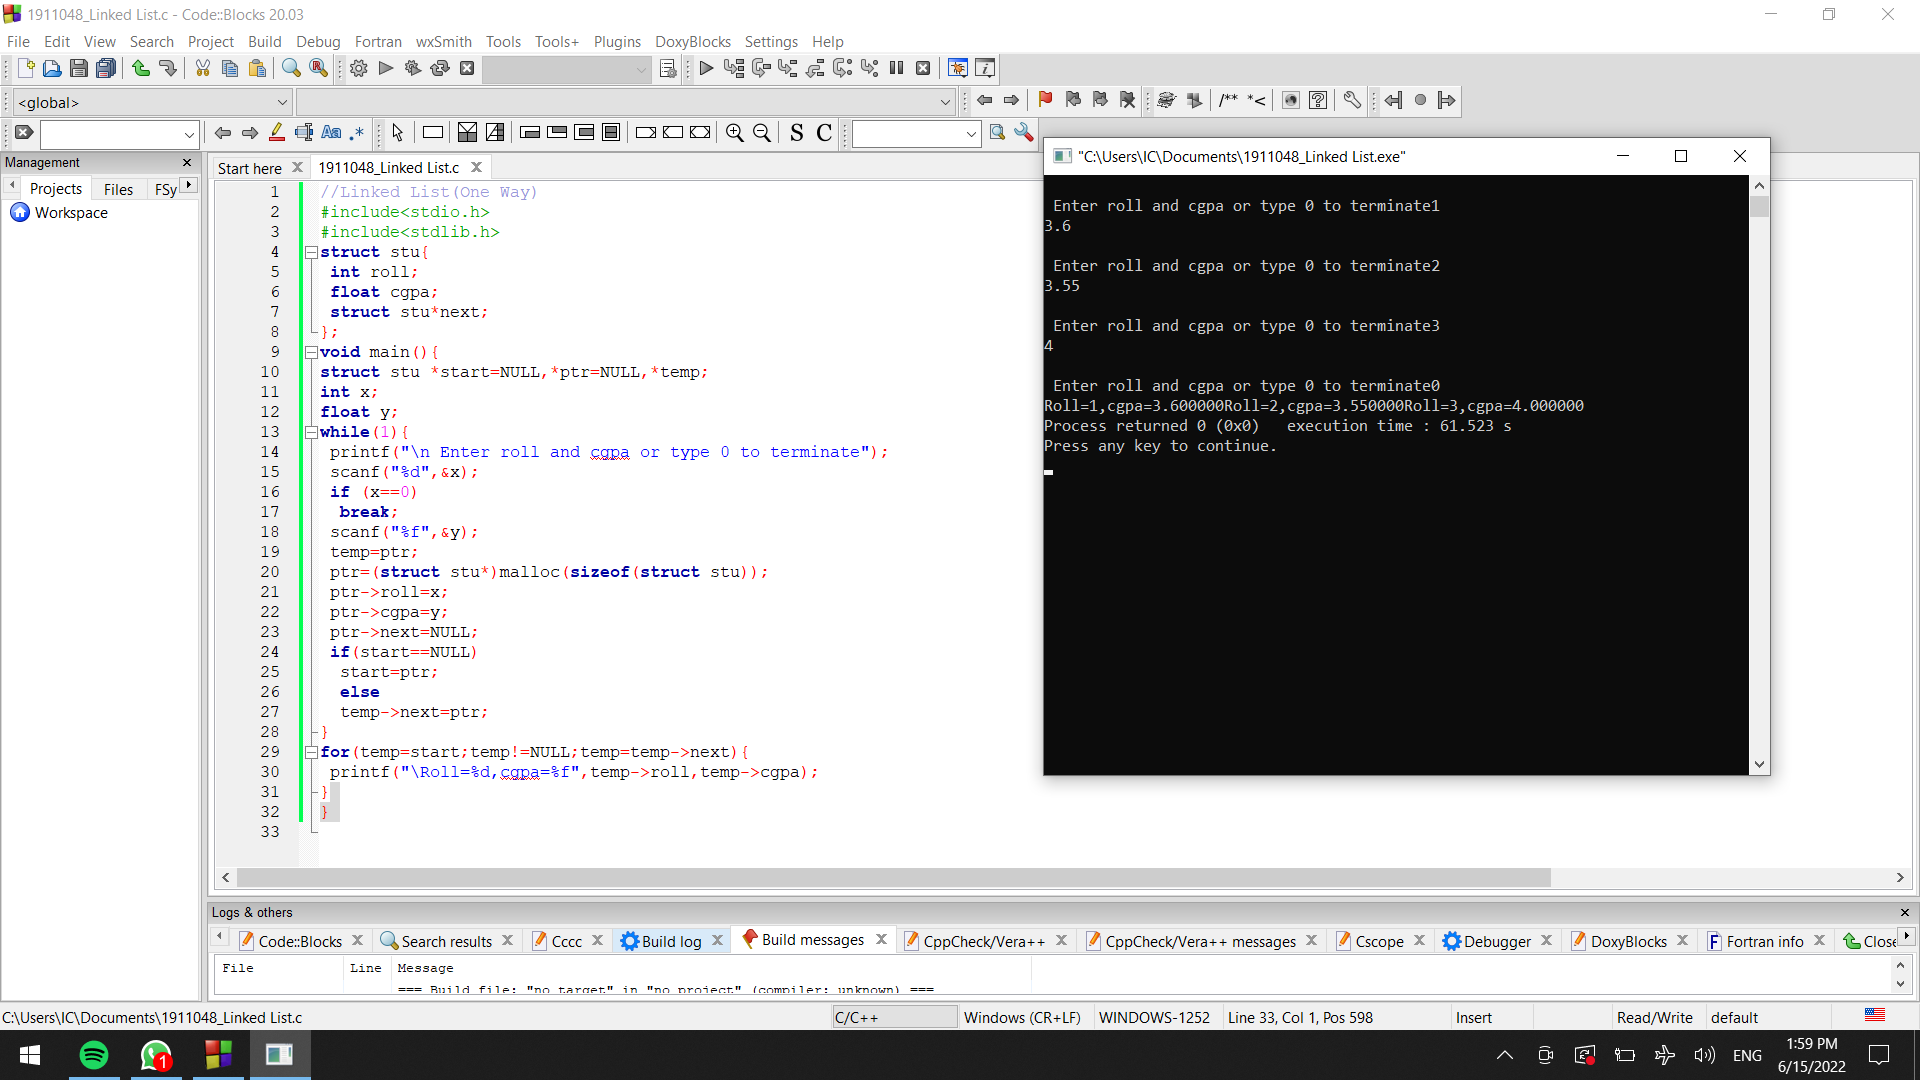 1911048_Linked List.c - Code::Blocks 20.03
File Edit View Search Project Build Debug Fortran wxSmith Tools Tools+ Plugins DoxyBlocks Settings Help
<global>
/** *<
Aa .* S C
Management
Projects Files FSy
Workspace
Start here 1911048_Linked List.c
1 //Linked List(One Way)
2 #include<stdio.h>
3 #include<stdlib.h>
4 struct stu{
5 int roll;
6 float cgpa;
7 struct stu*next;
8 };
9 void main(){
10 struct stu *start=NULL,*ptr=NULL,*temp;
11 int x;
12 float y;
13 while(1){
14 printf("\n Enter roll and cgpa or type 0 to terminate");
15 scanf("%d",&x);
16 if (x==0)
17 break;
18 scanf("%f",&y);
19 temp=ptr;
20 ptr=(struct stu*)malloc(sizeof(struct stu));
21 ptr->roll=x;
22 ptr->cgpa=y;
23 ptr->next=NULL;
24 if(start==NULL)
25 start=ptr;
26 else
27 temp->next=ptr;
28 }
29 for(temp=start;temp!=NULL;temp=temp->next){
30 printf("\Roll=%d,cgpa=%f",temp->roll,temp->cgpa);
31 }
32 }
33
"C:\Users\IC\Documents\1911048_Linked List.exe"
Enter roll and cgpa or type 0 to terminate1
3.6
Enter roll and cgpa or type 0 to terminate2
3.55
Enter roll and cgpa or type 0 to terminate3
4
Enter roll and cgpa or type 0 to terminate0
Roll=1,cgpa=3.600000Roll=2,cgpa=3.550000Roll=3,cgpa=4.000000
Process returned 0 (0x0) execution time : 61.523 s
Press any key to continue.
Logs & others
Code::Blocks Search results Cccc Build log Build messages CppCheck/Vera++ CppCheck/Vera++ messages Cscope Debugger DoxyBlocks Fortran info Close
File Line Message
=== Build file: "no target" in "no project" (compiler: unknown) ===
C:\Users\IC\Documents\1911048_Linked List.c C/C++ Windows (CR+LF) WINDOWS-1252 Line 33, Col 1, Pos 598 Insert Read/Write default
1 ENG 1:59 PM
6/15/2022